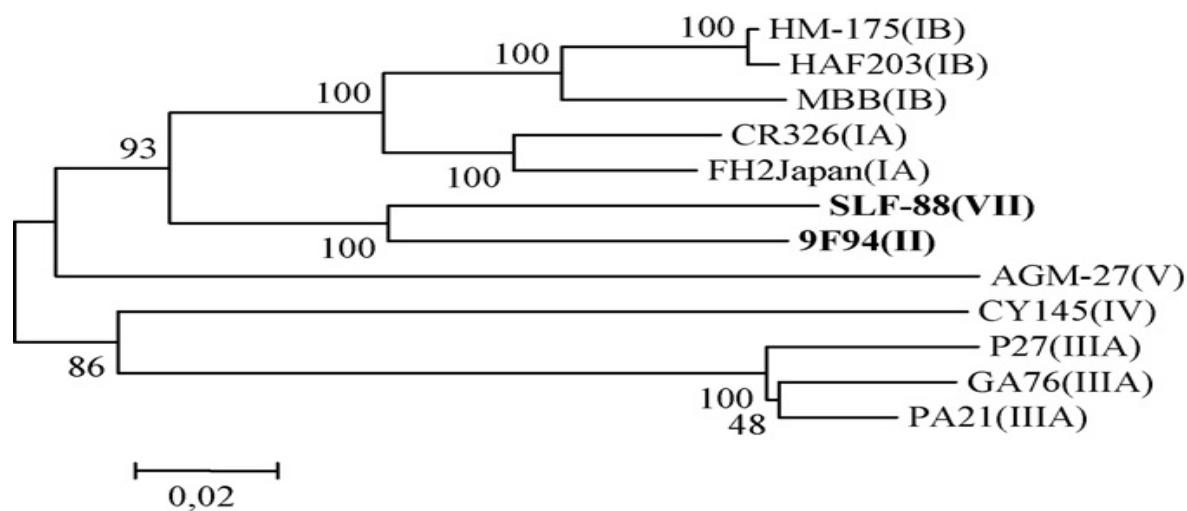 100 HM-175(IB)
100 HAF203(IB)
100 MBB(IB)
93 CR326(IA)
100 FH2Japan(IA)
SLF-88(VII)
100 9F94(II)
AGM-27(V)
CY145(IV)
86 P27(IIIA)
GA76(IIIA)
100
48 PA21(IIIA)
0,02